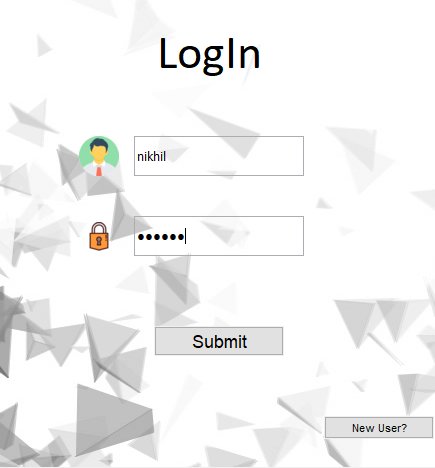 LogIn
nikhil
••••••
Submit
New User?